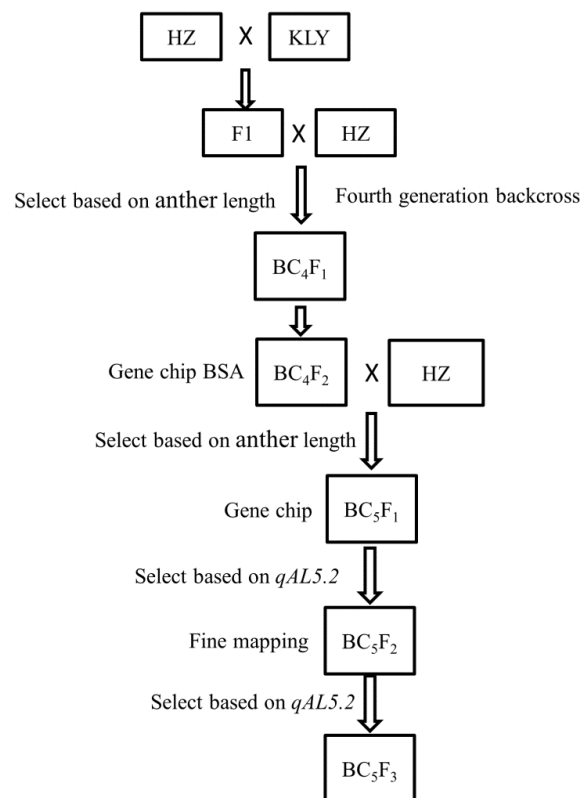 HZ X KLY
F1 X HZ
Select based on anther length
Fourth generation backcross
BC₄F₁
Gene chip BSA
BC₄F₂ X HZ
Select based on anther length
Gene chip
BC₅F₁
Select based on qAL5.2
Fine mapping
BC₅F₂
Select based on qAL5.2
BC₅F₃